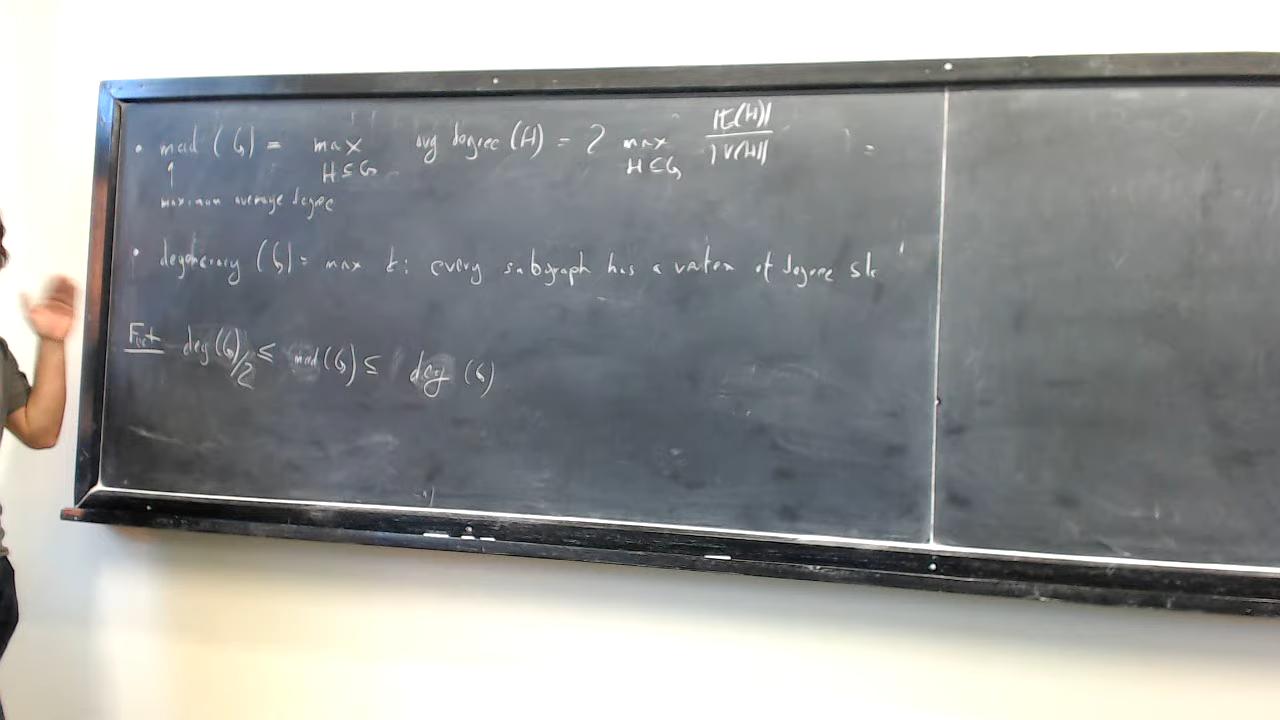 • mad (G) = max H⊆G avg degree (H) = 2 max H⊆G |E(H)| / |V(H)| =
↑
maximum average degree
• degeneracy (G) = max k : every subgraph has a vertex of degree ≤k
Fact deg(G)/2 ≤ mad(G) ≤ deg (G)